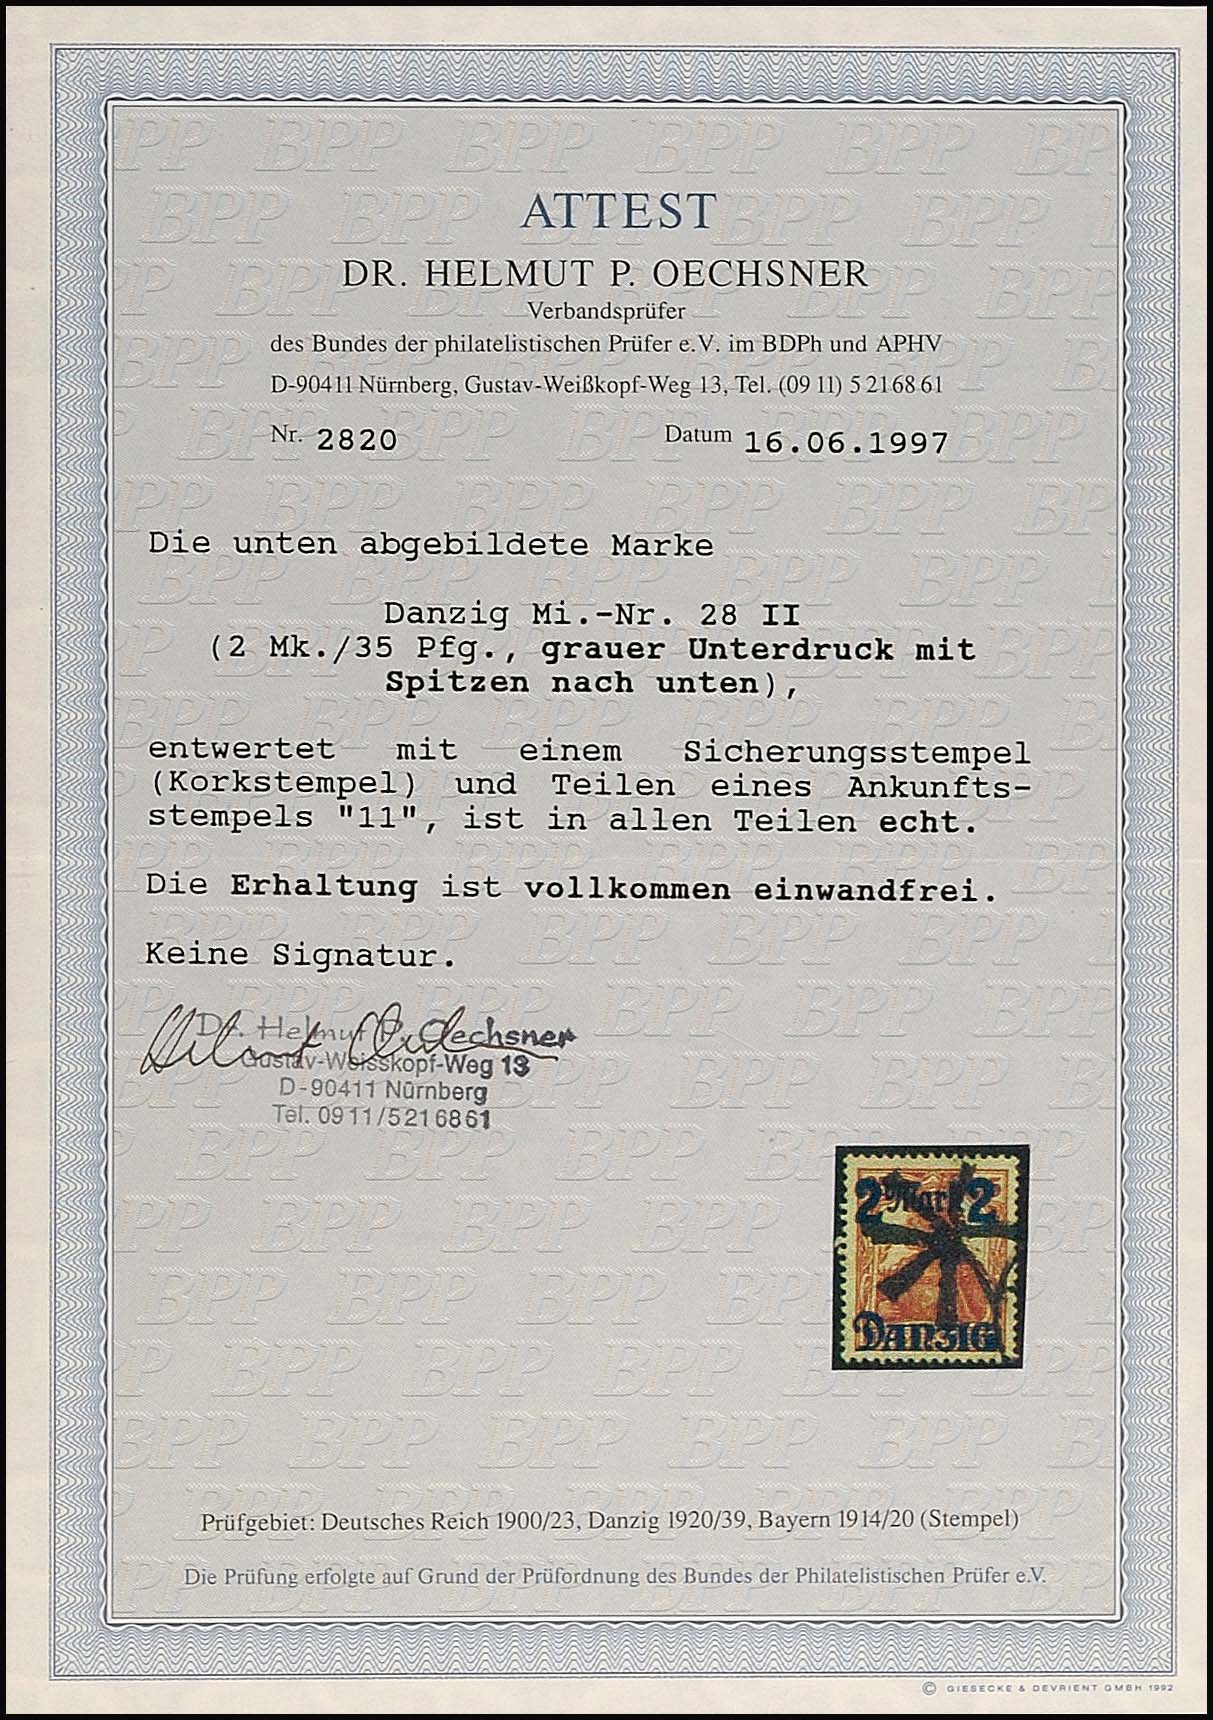 ATTEST
DR. HELMUT P. OECHSNER
Verbandsprüfer
des Bundes der philatelistischen Prüfer e.V. im BDPh und APHV
D-90411 Nürnberg, Gustav-Weißkopf-Weg 13, Tel. (09 11) 5 21 68 61
Nr. 2820 Datum 16.06.1997
Die unten abgebildete Marke
Danzig Mi.-Nr. 28 II
(2 Mk./35 Pfg., grauer Unterdruck mit
Spitzen nach unten),
entwertet mit einem Sicherungsstempel
(Korkstempel) und Teilen eines Ankunfts-
stempels "11", ist in allen Teilen echt.
Die Erhaltung ist vollkommen einwandfrei.
Keine Signatur.
Dr. Helmut P. Oechsner
Gustav-Weisskopf-Weg 13
D-90411 Nürnberg
Tel. 0911/5216861
2 Mark 2
DANZIG
Prüfgebiet: Deutsches Reich 1900/23, Danzig 1920/39, Bayern 1914/20 (Stempel)
Die Prüfung erfolgte auf Grund der Prüfordnung des Bundes der Philatelistischen Prüfer e.V.
© GIESECKE & DEVRIENT GMBH 1992